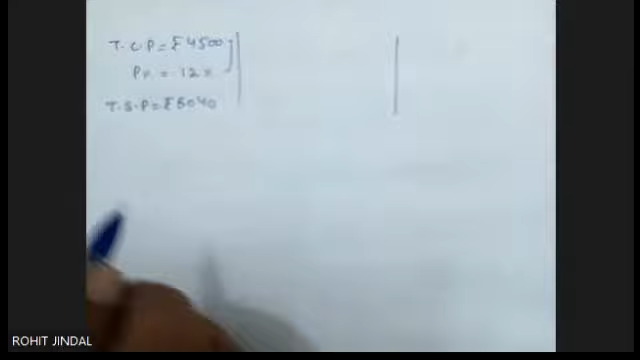 T.C.P = ₹4500
P% = 12%
T.S.P = ₹5040
ROHIT JINDAL